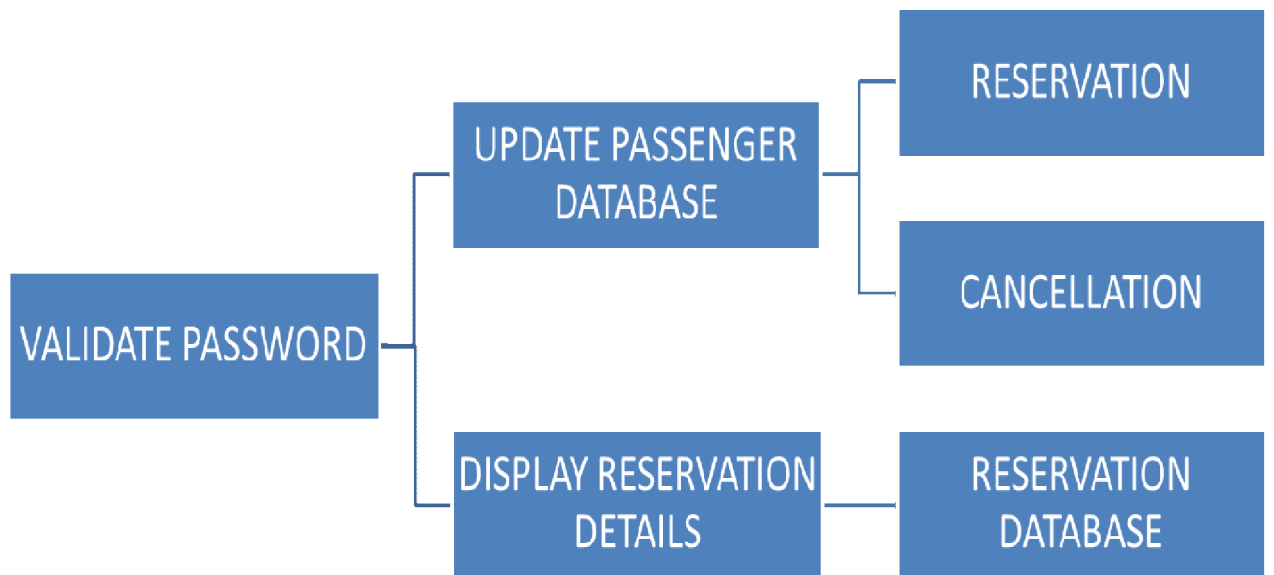 VALIDATE PASSWORD
UPDATE PASSENGER
DATABASE
RESERVATION
CANCELLATION
DISPLAY RESERVATION
DETAILS
RESERVATION
DATABASE